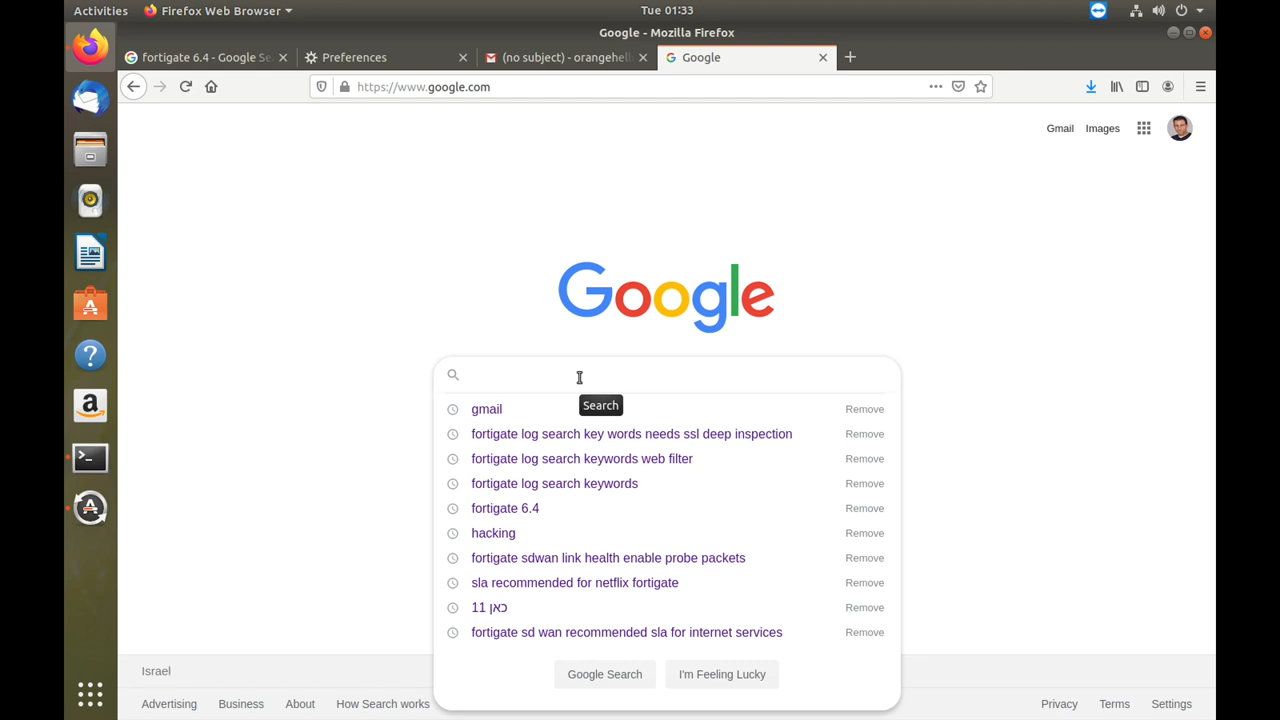 Activities
Firefox Web Browser
Tue 01:33
Google - Mozilla Firefox
fortigate 6.4 - Google Se
Preferences
(no subject) - orangehell
Google
https://www.google.com
Gmail
Images
Google
Search
gmail Remove
fortigate log search key words needs ssl deep inspection Remove
fortigate log search keywords web filter Remove
fortigate log search keywords Remove
fortigate 6.4 Remove
hacking Remove
fortigate sdwan link health enable probe packets Remove
sla recommended for netflix fortigate Remove
כאן 11 Remove
fortigate sd wan recommended sla for internet services Remove
Google Search
I'm Feeling Lucky
Israel
Advertising
Business
About
How Search works
Privacy
Terms
Settings